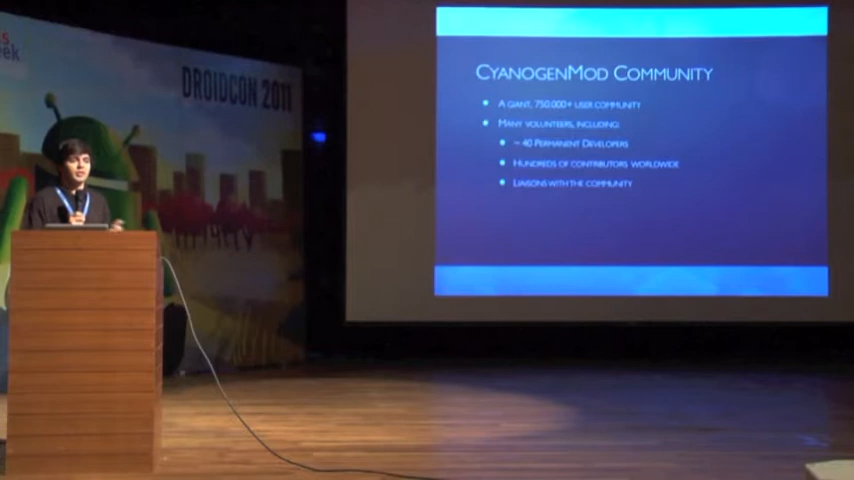 DROIDCON 2011
CYANOGENMOD COMMUNITY
A GIANT, 750,000+ USER COMMUNITY
MANY VOLUNTEERS, INCLUDING:
~ 40 PERMANENT DEVELOPERS
HUNDREDS OF CONTRIBUTORS WORLDWIDE
LIAISONS WITH THE COMMUNITY